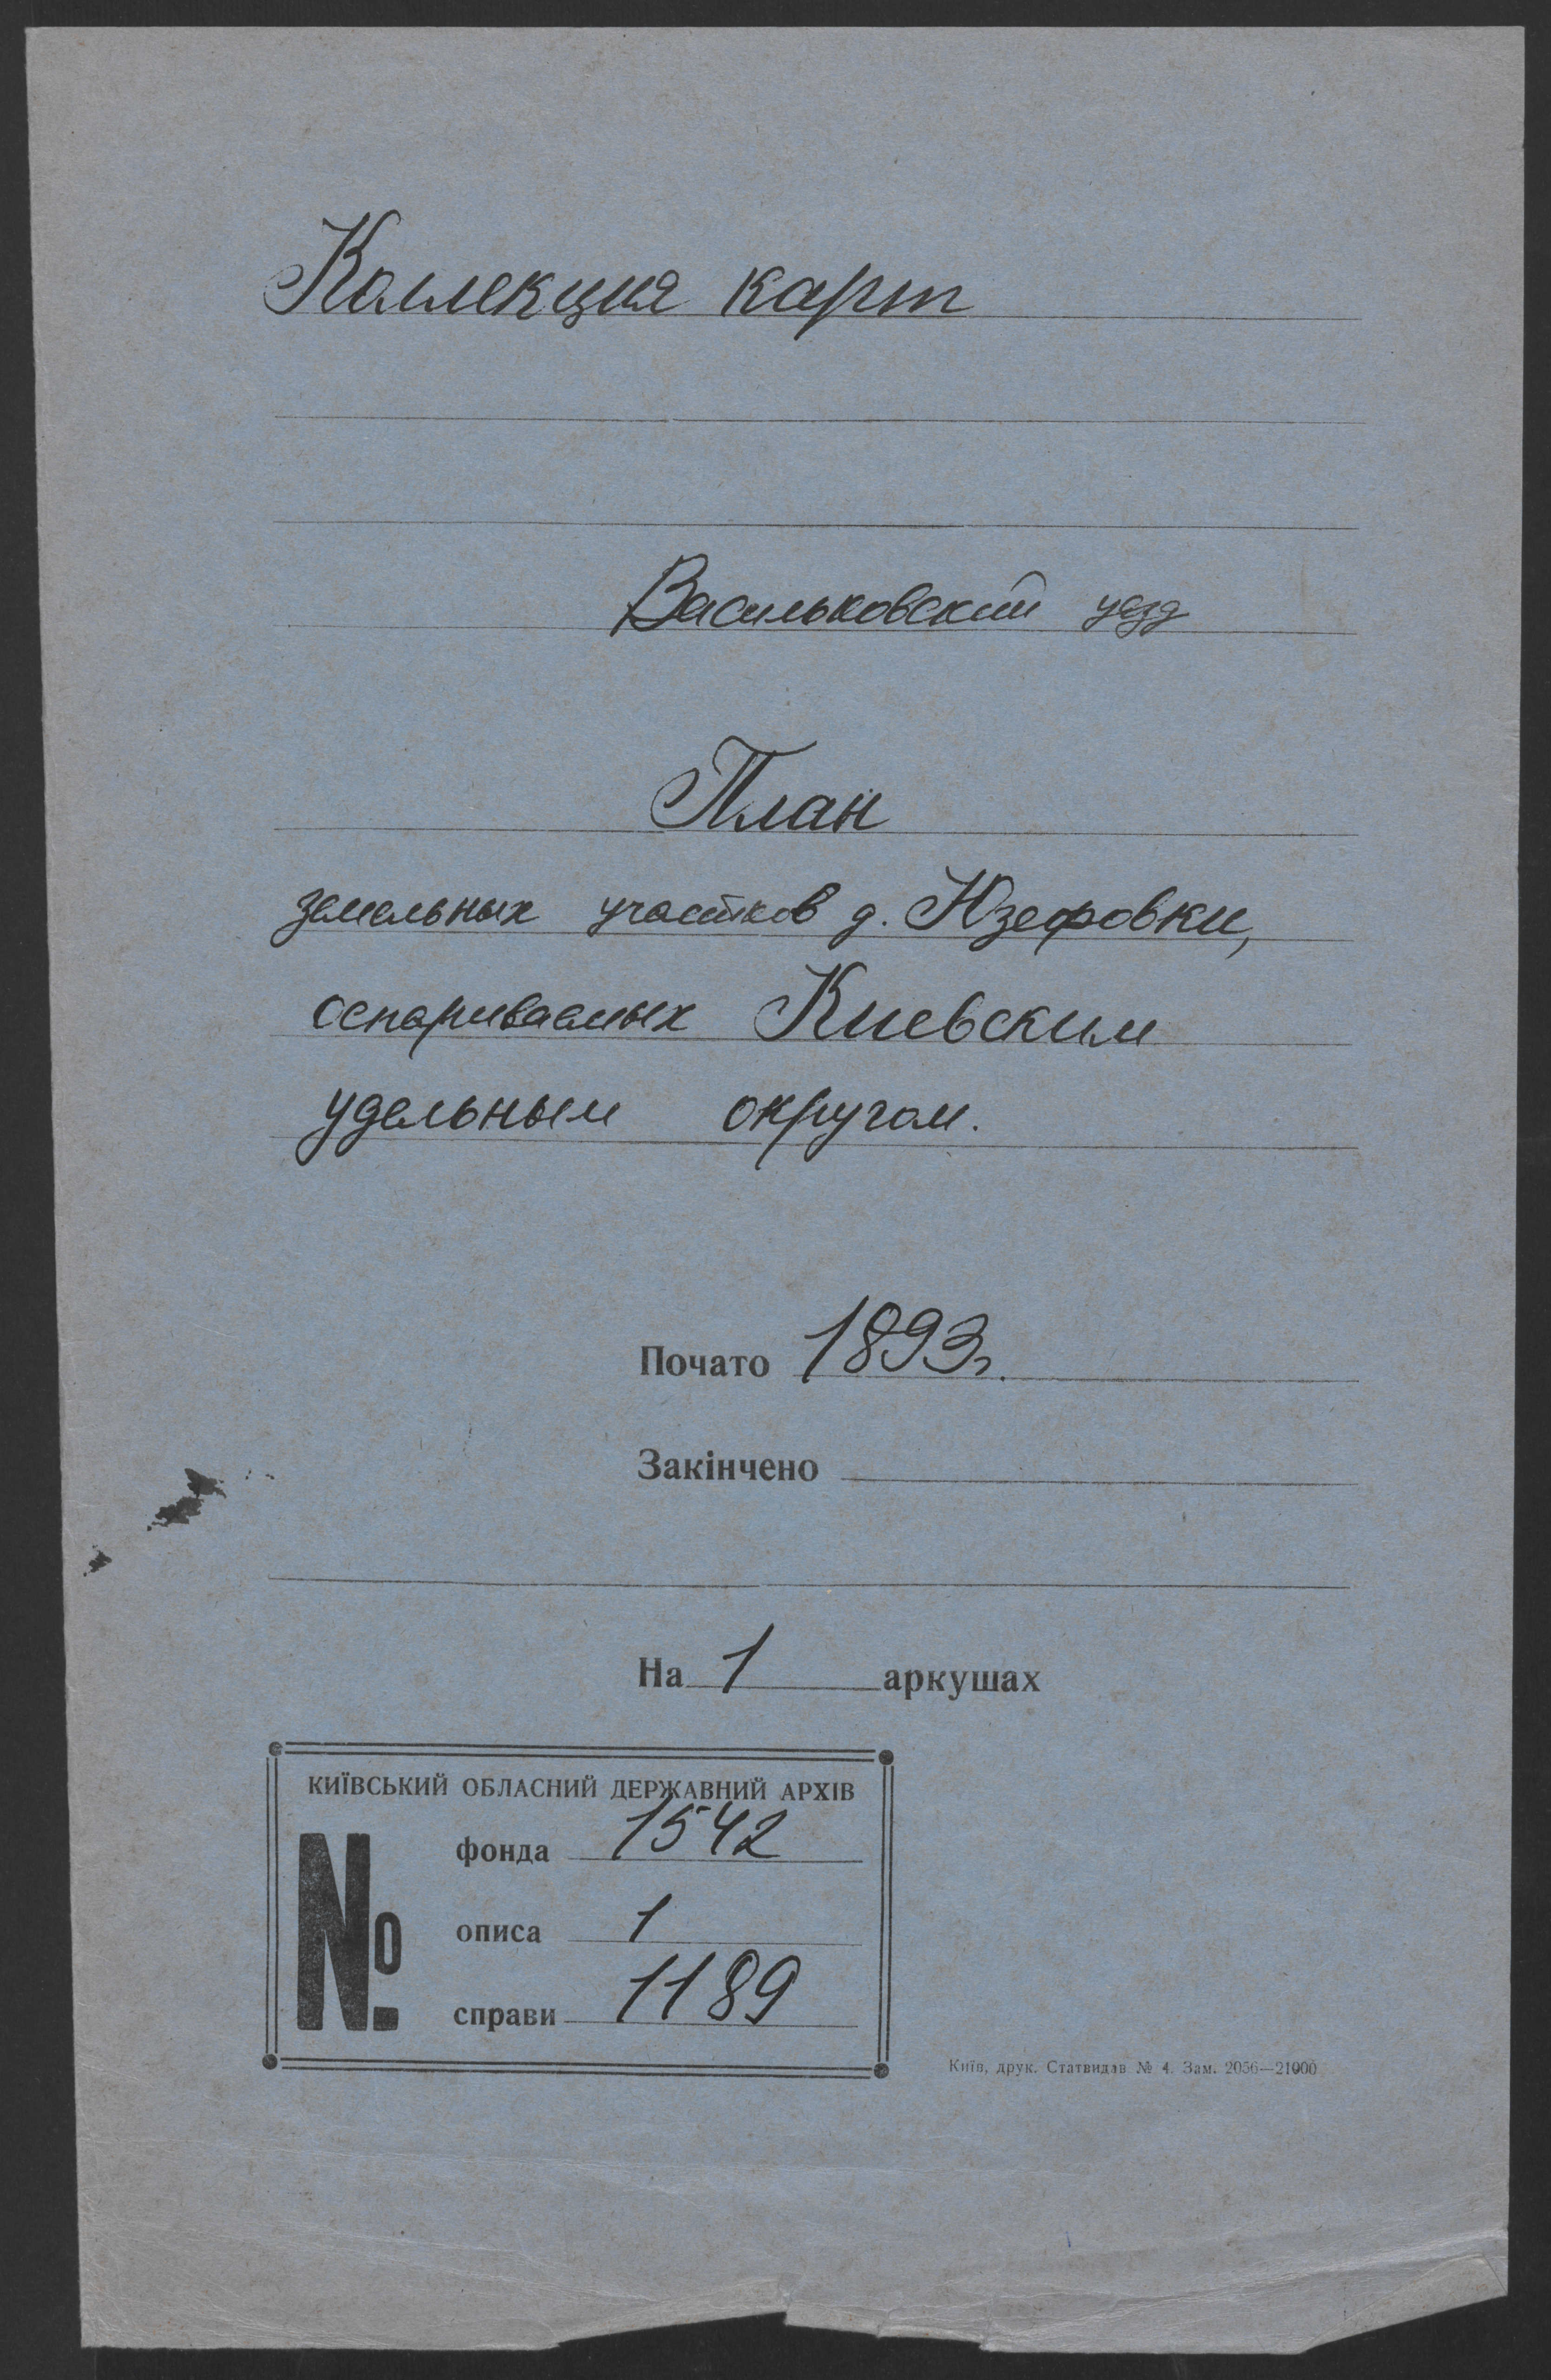 Коллекция карт
Васильковский уезд
План
земельных участков д. Юзефовки,
оспариваемых Киевским
удельным округом.
Почато 1893г.
Закінчено
На 1 аркушах
КИЇВСЬКИЙ ОБЛАСНИЙ ДЕРЖАВНИЙ АРХІВ
№
фонда 1542
описа 1
справи 1189
Київ, друк. Статвидав № 4. Зам. 2056—21000